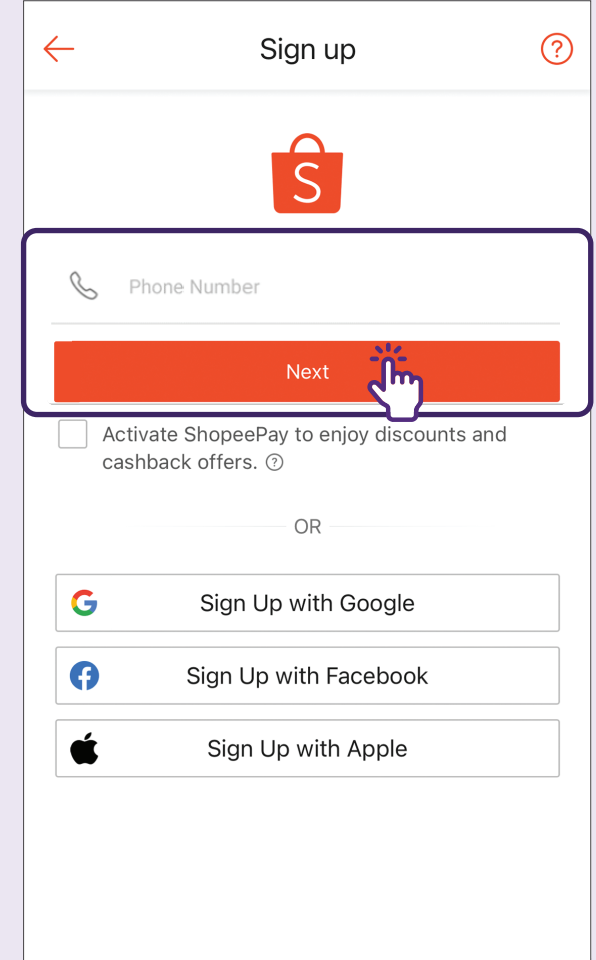 Sign up
?
S
Phone Number
Next
Activate ShopeePay to enjoy discounts and
cashback offers. ?
OR
G Sign Up with Google
f Sign Up with Facebook
Sign Up with Apple